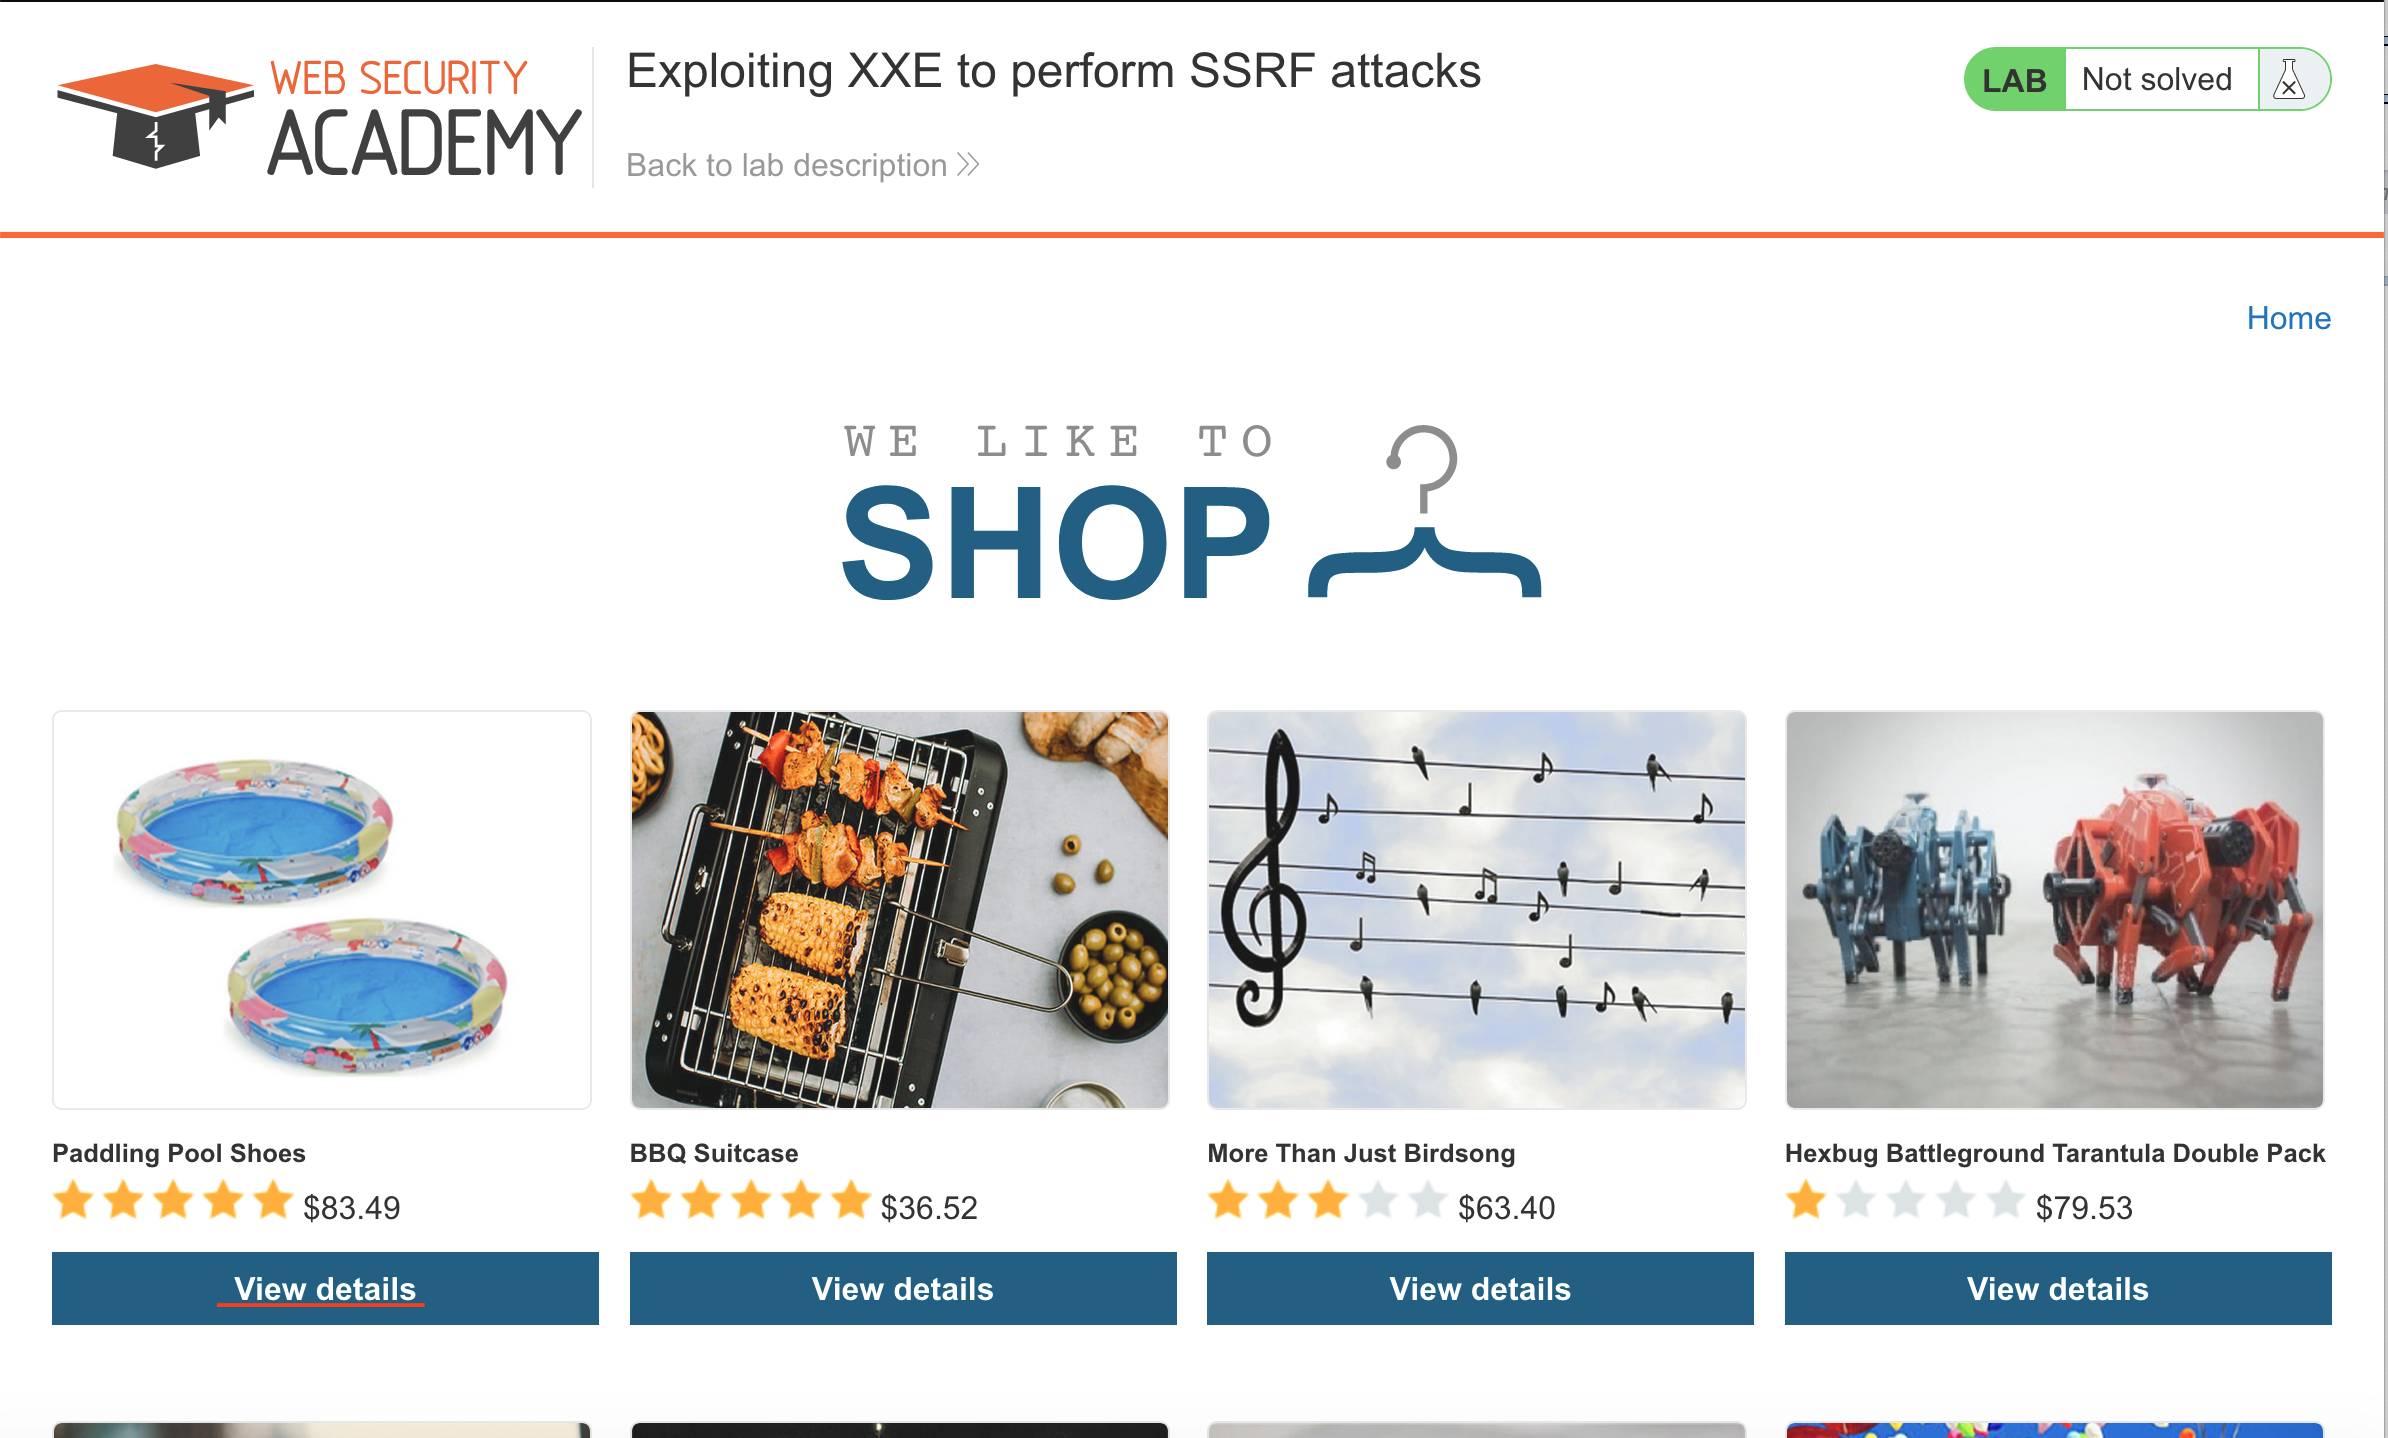 WEB SECURITY
ACADEMY
Exploiting XXE to perform SSRF attacks
Back to lab description
LAB Not solved
Home
WE LIKE TO
SHOP
Paddling Pool Shoes
$83.49
View details
BBQ Suitcase
$36.52
View details
More Than Just Birdsong
$63.40
View details
Hexbug Battleground Tarantula Double Pack
$79.53
View details